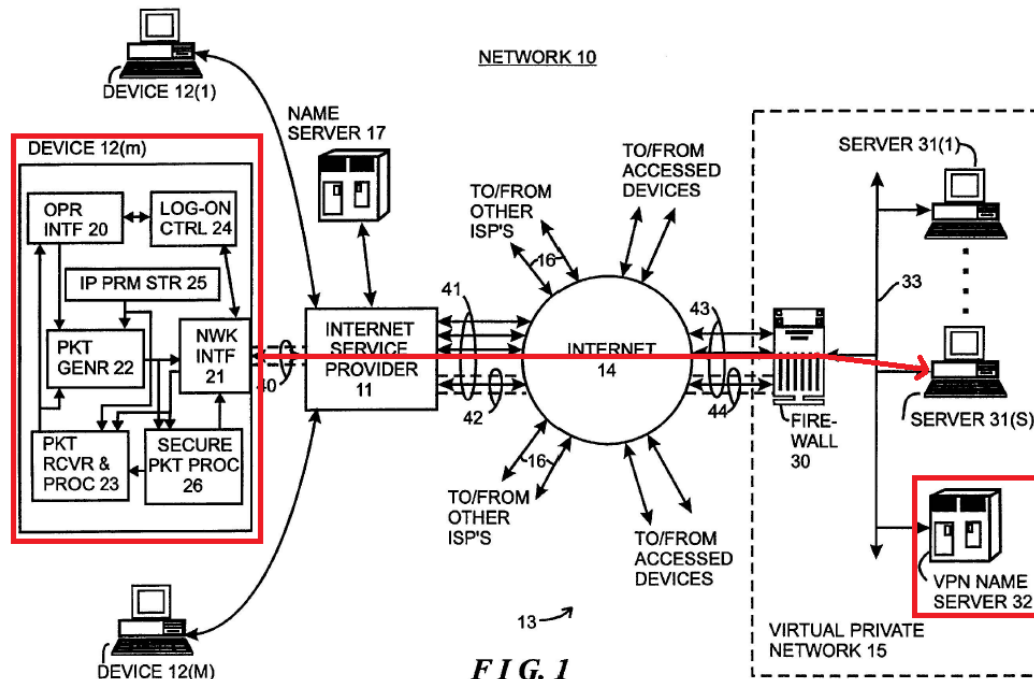 NETWORK 10
DEVICE 12(1)
NAME
SERVER 17
DEVICE 12(m)
OPR
INTF 20
LOG-ON
CTRL 24
IP PRM STR 25
PKT
GENR 22
NWK
INTF
21
PKT
RCVR &
PROC 23
SECURE
PKT PROC
26
40
INTERNET
SERVICE
PROVIDER
11
41
42
TO/FROM
OTHER
ISP'S
16
TO/FROM
ACCESSED
DEVICES
INTERNET
14
16
TO/FROM
OTHER
ISP'S
TO/FROM
ACCESSED
DEVICES
43
44
FIRE-
WALL
30
SERVER 31(1)
33
SERVER 31(S)
VPN NAME
SERVER 32
VIRTUAL PRIVATE
NETWORK 15
DEVICE 12(M)
13
FIG. 1